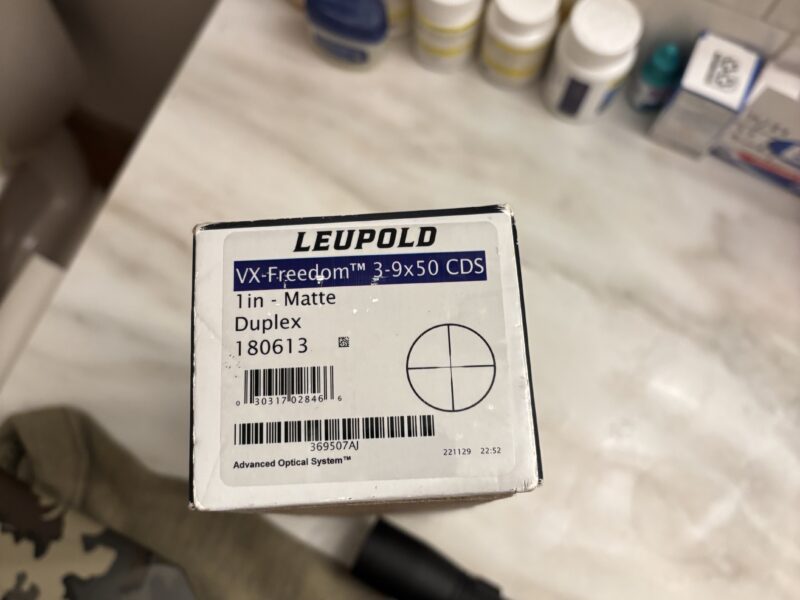 LEUPOLD
VX-Freedom™ 3-9x50 CDS
1in - Matte
Duplex
180613
0 30317 02846 6
369507AJ
Advanced Optical System™
221129 22:52